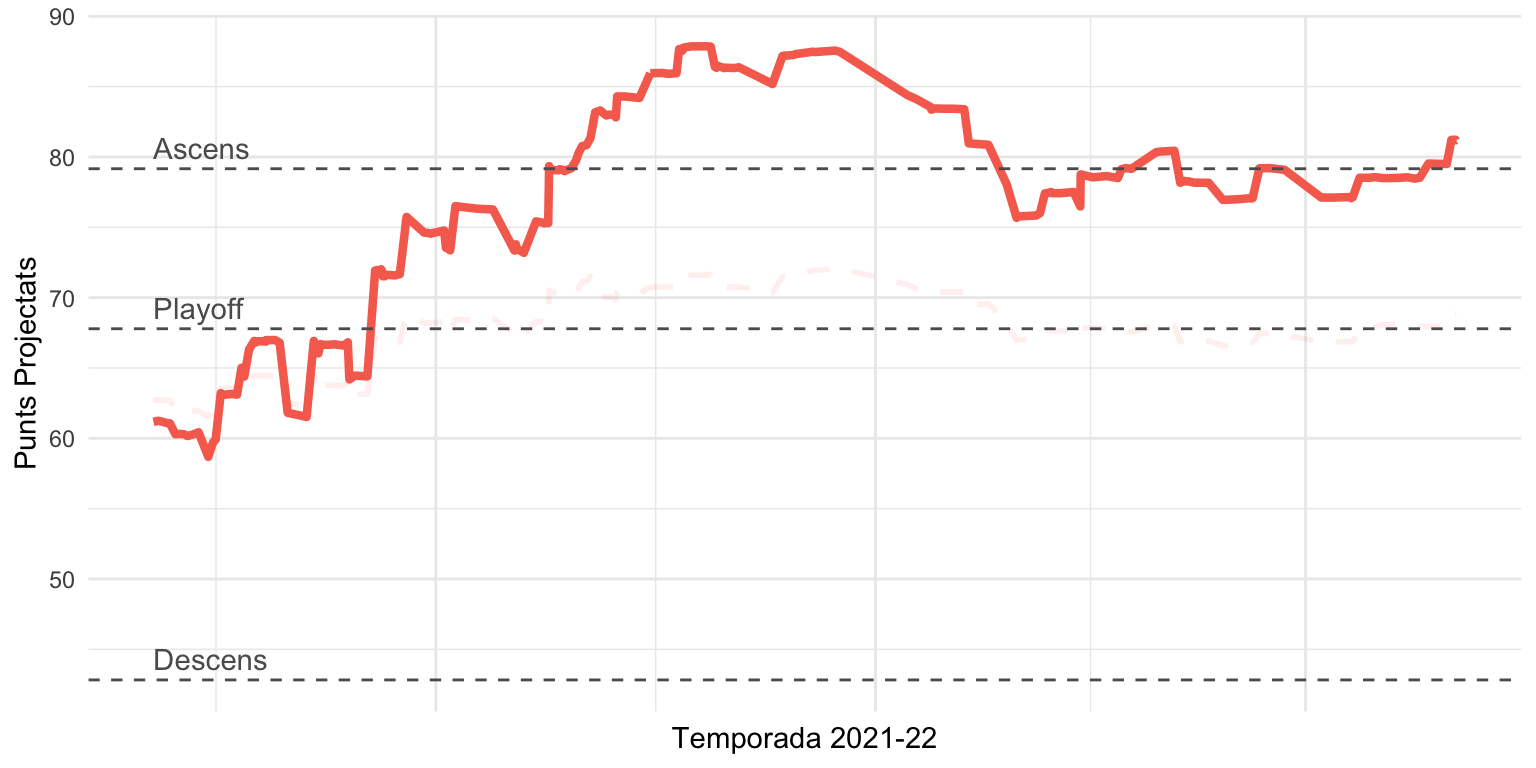 90
Ascens
80
Playoff
70
60
50
Descens
Punts Projectats
Temporada 2021-22